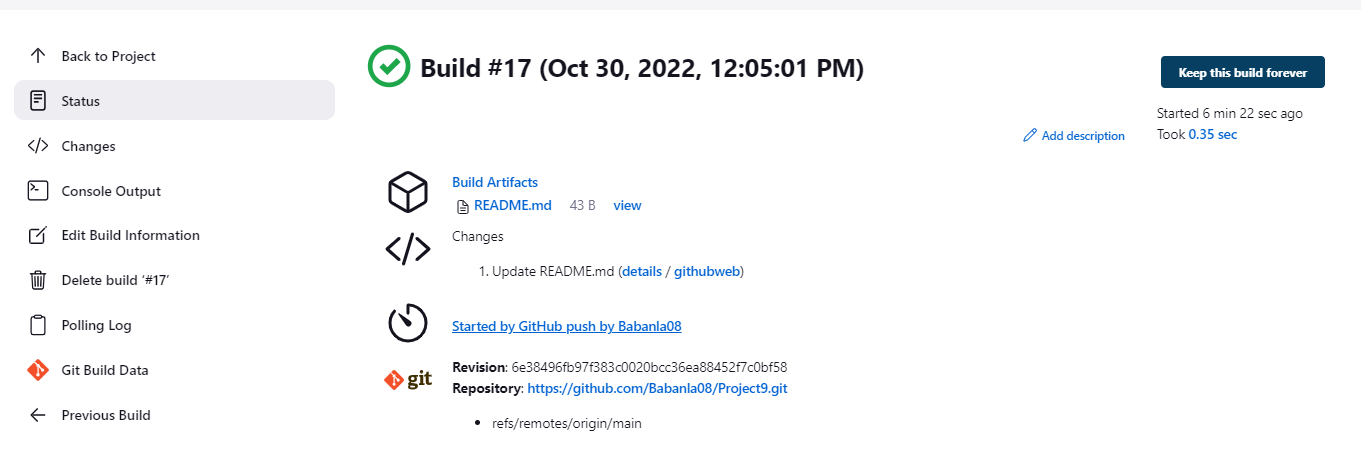 Back to Project
Status
Changes
Console Output
Edit Build Information
Delete build ‘#17’
Polling Log
Git Build Data
Previous Build
Build #17 (Oct 30, 2022, 12:05:01 PM)
Keep this build forever
Started 6 min 22 sec ago
Took 0.35 sec
Add description
Build Artifacts
README.md 43 B view
Changes
1. Update README.md (details / githubweb)
Started by GitHub push by Babanla08
git
Revision: 6e38496fb97f383c0020bcc36ea88452f7c0bf58
Repository: https://github.com/Babanla08/Project9.git
• refs/remotes/origin/main